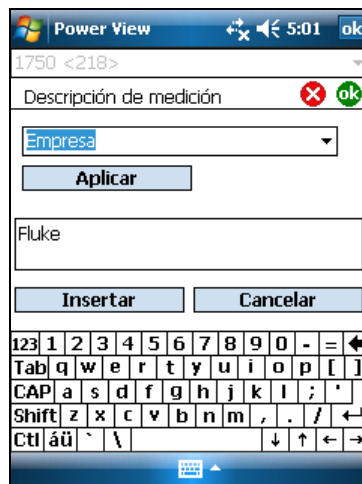 Power View 5:01 ok
1750 <218>
Descripción de medición ok
Empresa
Aplicar
Fluke
Insertar Cancelar
123 1 2 3 4 5 6 7 8 9 0 - = ←
Tab q w e r t y u i o p [ ]
CAP a s d f g h j k l ; '
Shift z x c v b n m , . / ↵
Ctl áü ` \ ↓ ↑ ← →